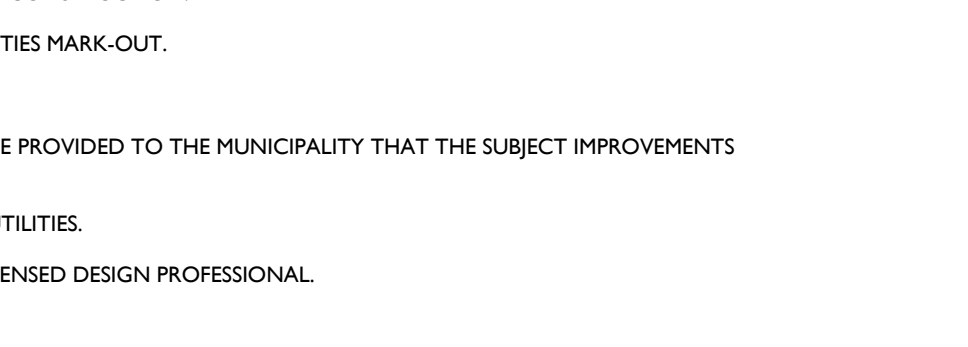 TIES MARK-OUT.
E PROVIDED TO THE MUNICIPALITY THAT THE SUBJECT IMPROVEMENTS
TILITIES.
ENSED DESIGN PROFESSIONAL.